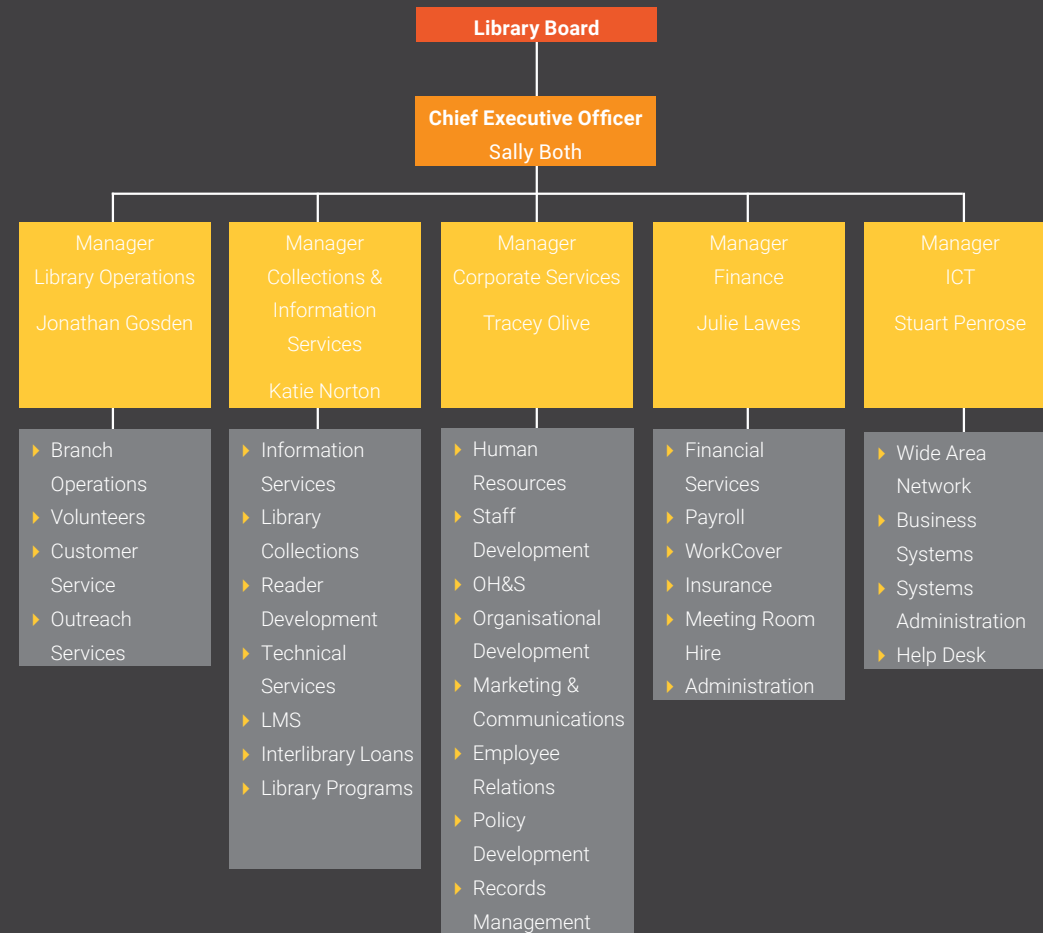 Library Board
Chief Executive Officer
Sally Both
Manager
Library Operations
Jonathan Gosden
Manager
Collections &
Information
Services
Katie Norton
Manager
Corporate Services
Tracey Olive
Manager
Finance
Julie Lawes
Manager
ICT
Stuart Penrose
Branch
Operations
Volunteers
Customer
Service
Outreach
Services
Information
Services
Library
Collections
Reader
Development
Technical
Services
LMS
Interlibrary Loans
Library Programs
Human
Resources
Staff
Development
OH&S
Organisational
Development
Marketing &
Communications
Employee
Relations
Policy
Development
Records
Management
Financial
Services
Payroll
WorkCover
Insurance
Meeting Room
Hire
Administration
Wide Area
Network
Business
Systems
Systems
Administration
Help Desk